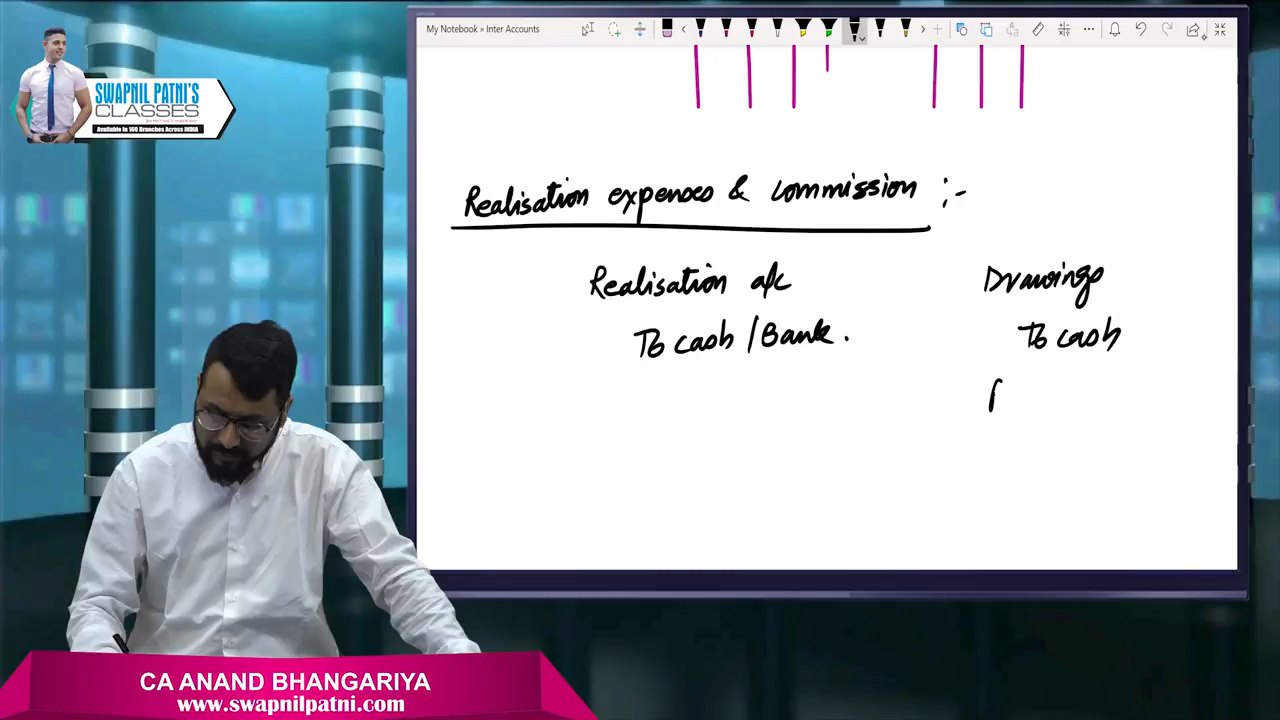 My Notebook » Inter Accounts
SWAPNIL PATNI'S
CLASSES
Available In 160 Branches Across INDIA
Realisation expenses & commission :-
Realisation a/c
To cash / Bank.
Drawings
To cash
CA ANAND BHANGARIYA
www.swapnilpatni.com